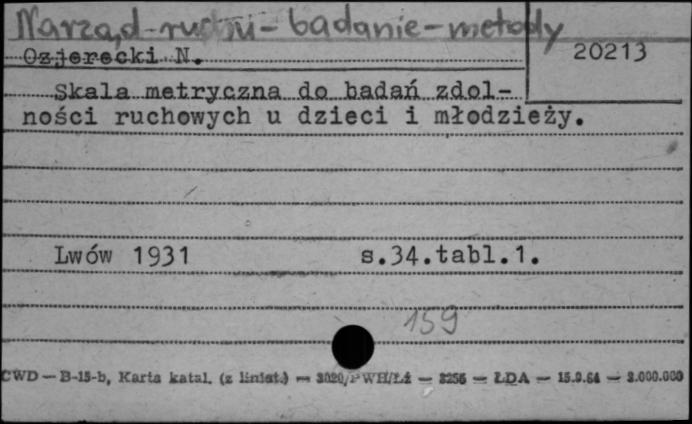 Narząd ruchu - badanie - metody
20213
Ozjerecki N.
Skala metryczna do badań zdol-
ności ruchowych u dzieci i młodzieży.
Lwów 1931 s.34.tabl.1.
159
CWD — B-15-b, Karta katal. (z liniat.) — 3020/PWH/Łź — 3256 — ŁDA — 15.9.64 — 3.000.000